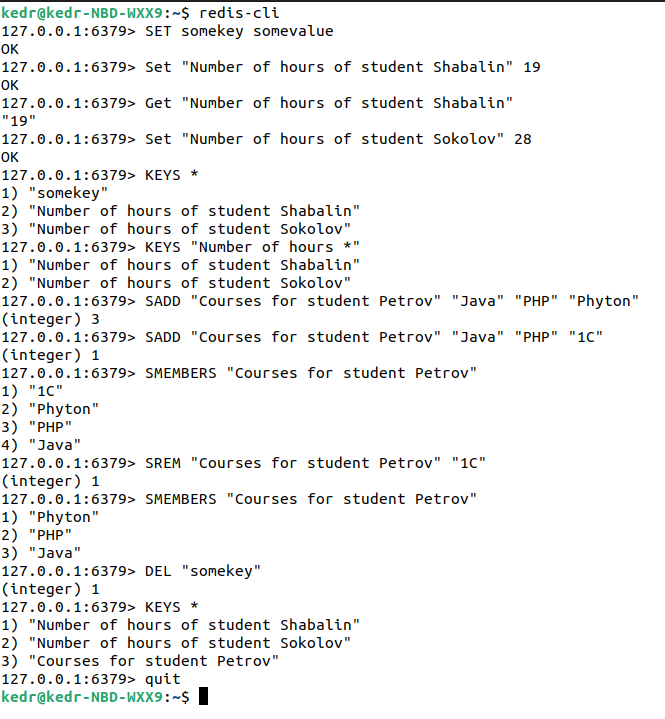 kedr@kedr-NBD-WXX9:~$ redis-cli
127.0.0.1:6379> SET somekey somevalue
OK
127.0.0.1:6379> Set "Number of hours of student Shabalin" 19
OK
127.0.0.1:6379> Get "Number of hours of student Shabalin"
"19"
127.0.0.1:6379> Set "Number of hours of student Sokolov" 28
OK
127.0.0.1:6379> KEYS *
1) "somekey"
2) "Number of hours of student Shabalin"
3) "Number of hours of student Sokolov"
127.0.0.1:6379> KEYS "Number of hours *"
1) "Number of hours of student Shabalin"
2) "Number of hours of student Sokolov"
127.0.0.1:6379> SADD "Courses for student Petrov" "Java" "PHP" "Phyton"
(integer) 3
127.0.0.1:6379> SADD "Courses for student Petrov" "Java" "PHP" "1C"
(integer) 1
127.0.0.1:6379> SMEMBERS "Courses for student Petrov"
1) "1C"
2) "Phyton"
3) "PHP"
4) "Java"
127.0.0.1:6379> SREM "Courses for student Petrov" "1C"
(integer) 1
127.0.0.1:6379> SMEMBERS "Courses for student Petrov"
1) "Phyton"
2) "PHP"
3) "Java"
127.0.0.1:6379> DEL "somekey"
(integer) 1
127.0.0.1:6379> KEYS *
1) "Number of hours of student Shabalin"
2) "Number of hours of student Sokolov"
3) "Courses for student Petrov"
127.0.0.1:6379> quit
kedr@kedr-NBD-WXX9:~$